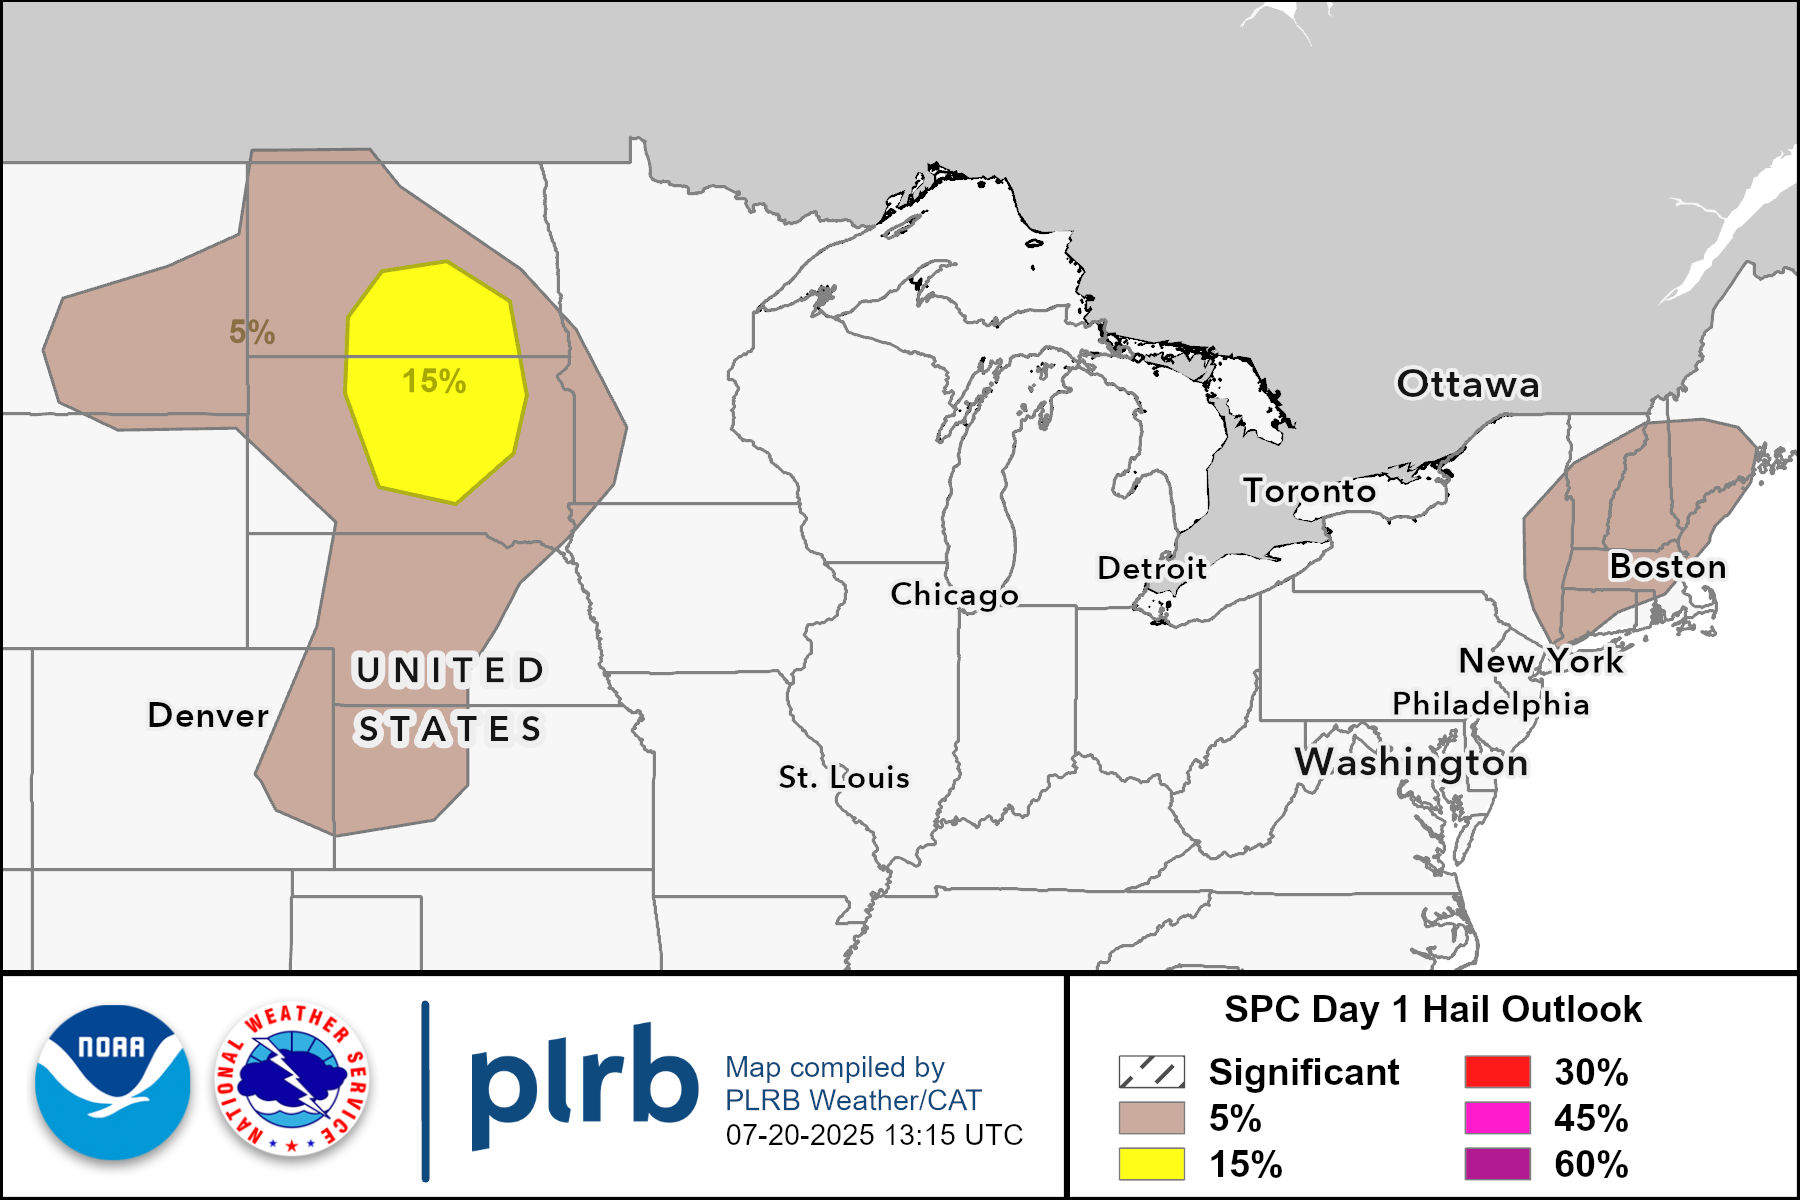 5%
15%
Ottawa
Toronto
Boston
Detroit
Chicago
New York
UNITED
Philadelphia
Denver
STATES
Washington
St. Louis
NOAA
NATIONAL WEATHER SERVICE
plrb
Map compiled by
PLRB Weather/CAT
07-20-2025 13:15 UTC
SPC Day 1 Hail Outlook
Significant
5%
15%
30%
45%
60%